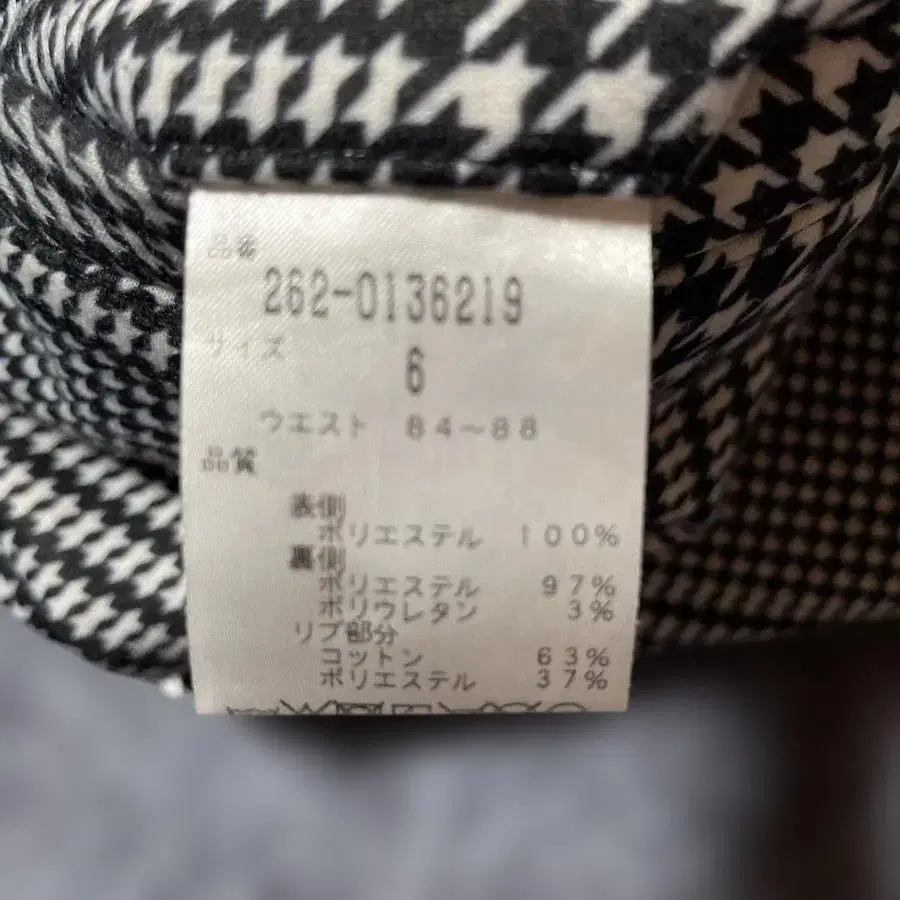 品番
262-0136219
サイズ
6
ウエスト 84~88
品質
表側
ポリエステル 100%
裏側
ポリエステル 97%
ポリウレタン 3%
リブ部分
コットン 63%
ポリエステル 37%